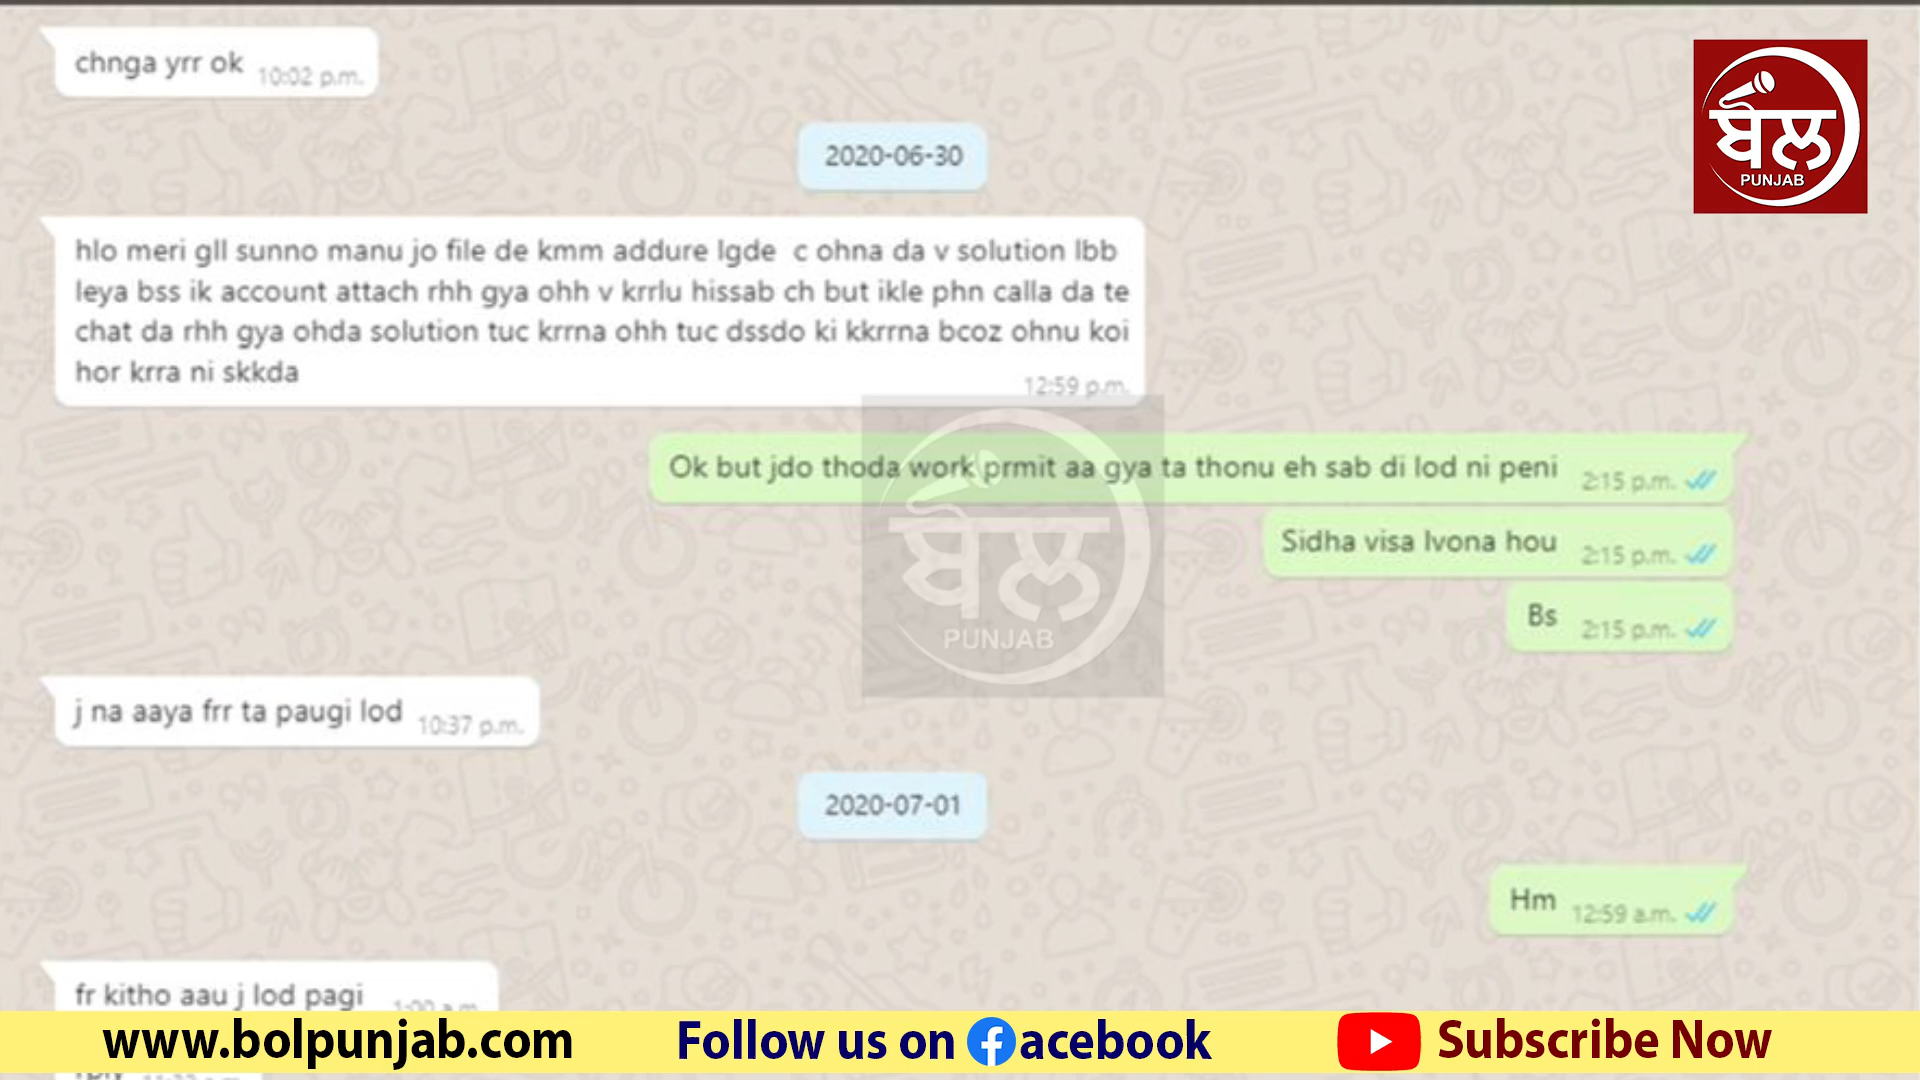 chnga yrr ok 10:02 p.m.
ਬੋਲ
PUNJAB
2020-06-30
hlo meri gll sunno manu jo file de kmm addure lgde c ohna da v solution lbb
leya bss ik account attach rhh gya ohh v krrlu hissab ch but ikle phn calla da te
chat da rhh gya ohda solution tuc krrna ohh tuc dssdo ki kkrrna bcoz ohnu koi
hor krra ni skkda
12:59 p.m.
Ok but jdo thoda work prmit aa gya ta thonu eh sab di lod ni peni 2:15 p.m.
Sidha visa lvona hou 2:15 p.m.
Bs 2:15 p.m.
ਬੋਲ
PUNJAB
j na aaya frr ta paugi lod 10:37 p.m.
2020-07-01
Hm 12:59 a.m.
fr kitho aau j lod pagi 1:00 a.m.
www.bolpunjab.com Follow us on facebook Subscribe Now